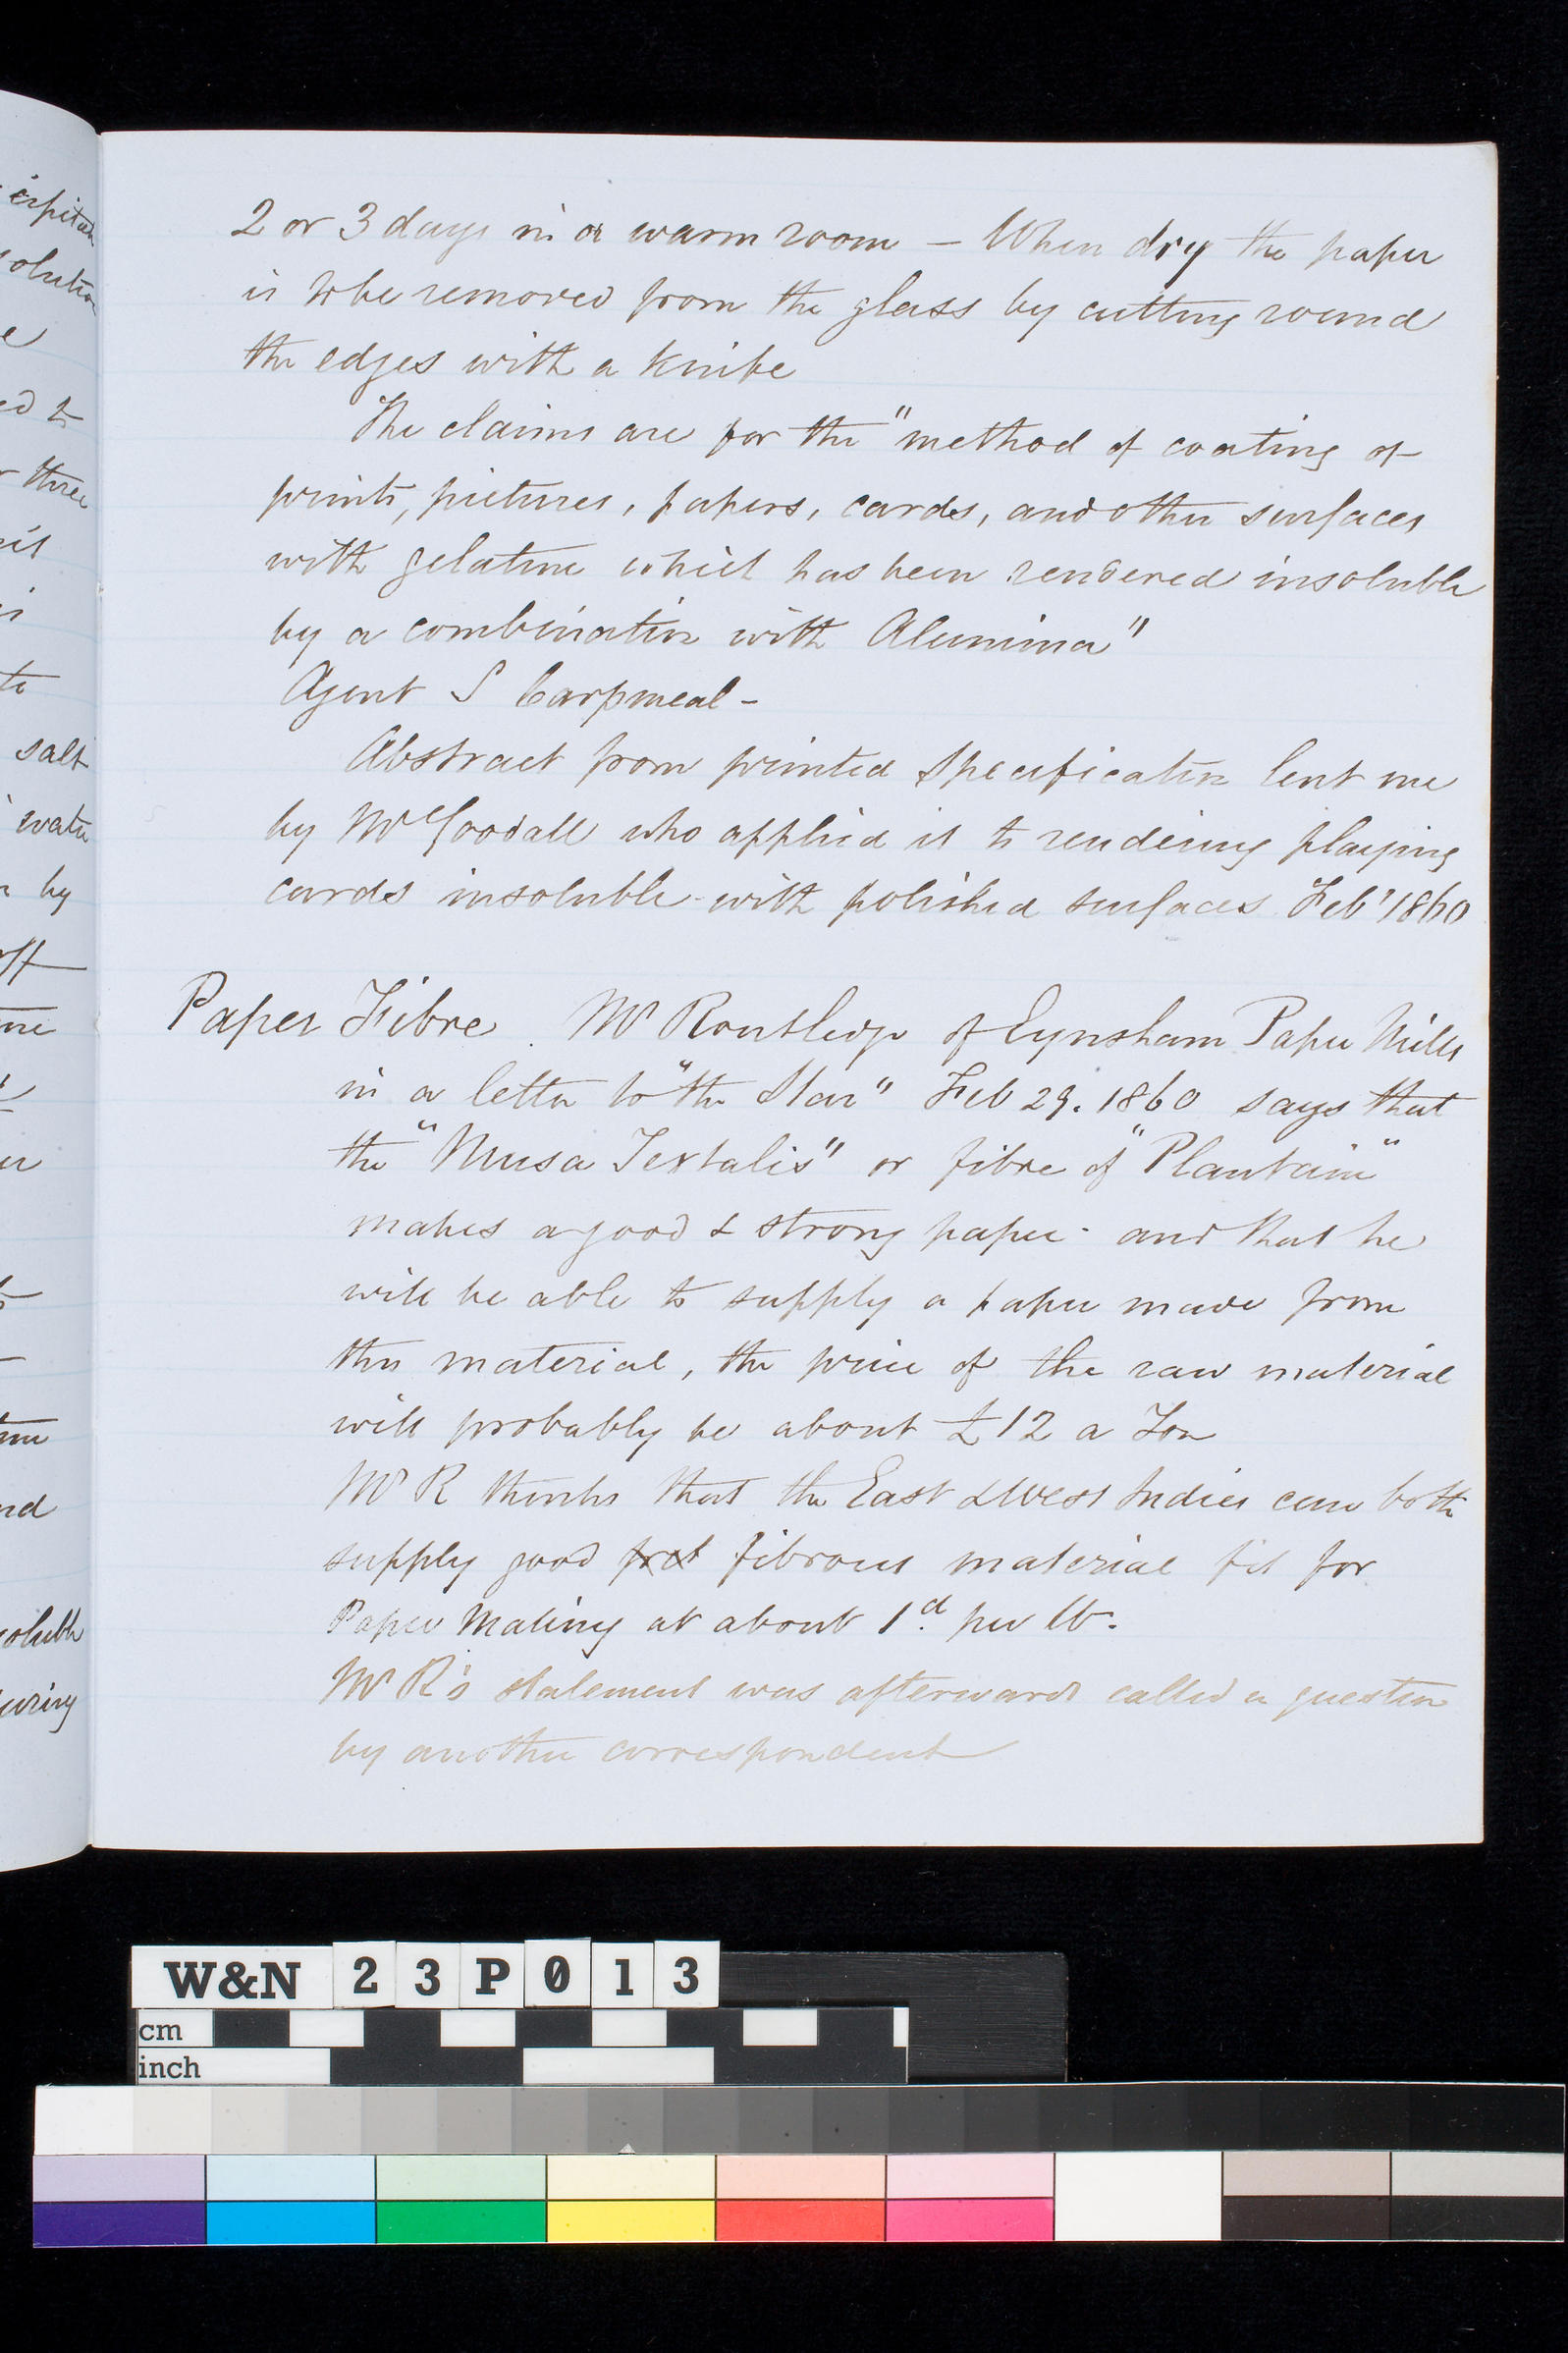 2 or 3 days in a warm room — When dry the paper
is to be removed from the glass by cutting round
the edges with a knife
The claims are for the "method of coating of
prints, pictures, papers, cards, and other surfaces
with gelatine which has been rendered insoluble
by a combination with Alumina"
Agent S Carpmeal -
Abstract from printed Specification lent me
by Mr Goodall who applied it to rendering playing
cards insoluble - with polished surfaces Feby 1860
Paper Fibre. Mr Routledge of Eynsham Paper Mills
in a letter to "the Star" Feb 29. 1860 says that
the "Musa Textalis" or fibre of "Plantain"
makes a good & strong paper - and that he
will be able to supply a paper made from
this material, the price of the raw material
will probably be about £12 a Ton
Mr R thinks that the East & West Indies can both
supply good fibrous material fit for
Paper Making at about 1d. per lb.
Mr R's statement was afterwards called a question
by another correspondent
salt
water
by
three
W&N 23P013
cm
inch